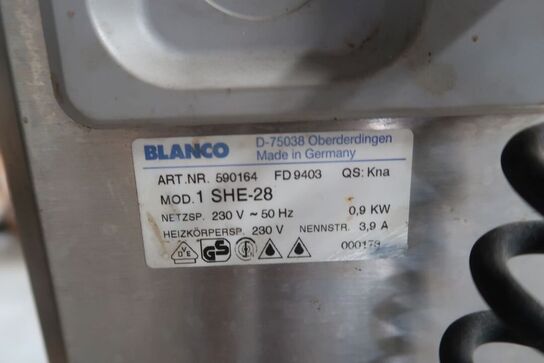 BLANCO
D-75038 Oberderdingen
Made in Germany
ART.NR. 590164 FD 9403 QS: Kna
MOD. 1 SHE-28
NETZSP. 230 V ~ 50 Hz 0,9 KW
HEIZKÖRPERSP. 230 V NENNSTR. 3,9 A
000179